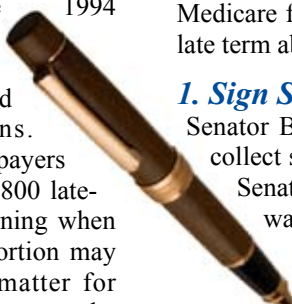 1994
d
ns.
payers
800 late-
ning when
ortion may
matter for
Medicare f
late term a
1. Sign S
Senator B
collect s
Senat
wa